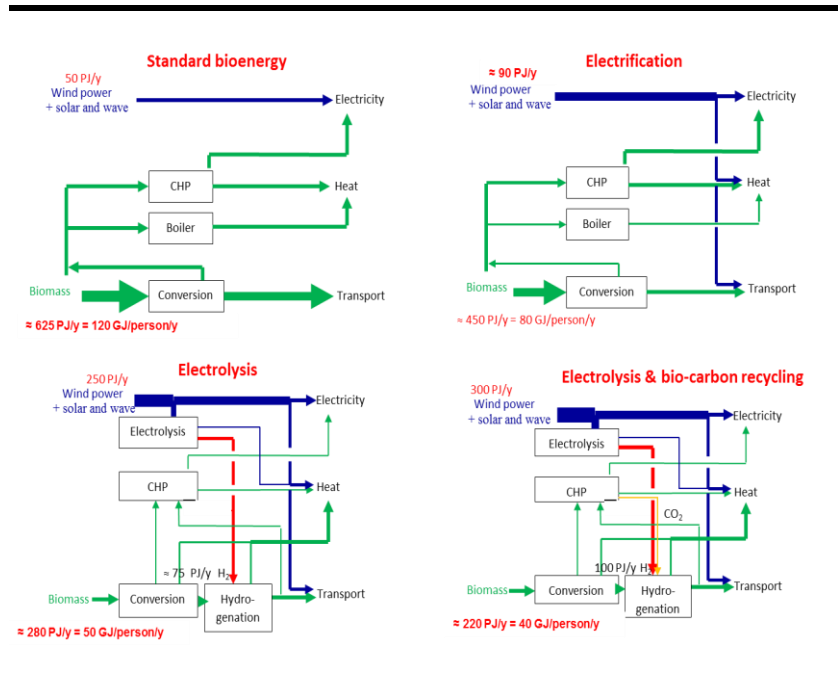 Standard bioenergy
50 PJ/y
Wind power
+ solar and wave
Electricity
CHP
Heat
Boiler
Biomass
Conversion
Transport
≈ 625 PJ/y = 120 GJ/person/y
Electrification
≈ 90 PJ/y
Wind power
+ solar and wave
Electricity
CHP
Heat
Boiler
Biomass
Conversion
Transport
≈ 450 PJ/y = 80 GJ/person/y
Electrolysis
250 PJ/y
Wind power
+ solar and wave
Electricity
Electrolysis
CHP
Heat
≈ 75 PJ/y H2
Biomass
Conversion
Hydro-
genation
Transport
≈ 280 PJ/y = 50 GJ/person/y
Electrolysis & bio-carbon recycling
300 PJ/y
Wind power
+ solar and wave
Electricity
Electrolysis
CHP
Heat
CO2
100 PJ/y H2
Biomass
Conversion
Hydro-
genation
Transport
≈ 220 PJ/y = 40 GJ/person/y